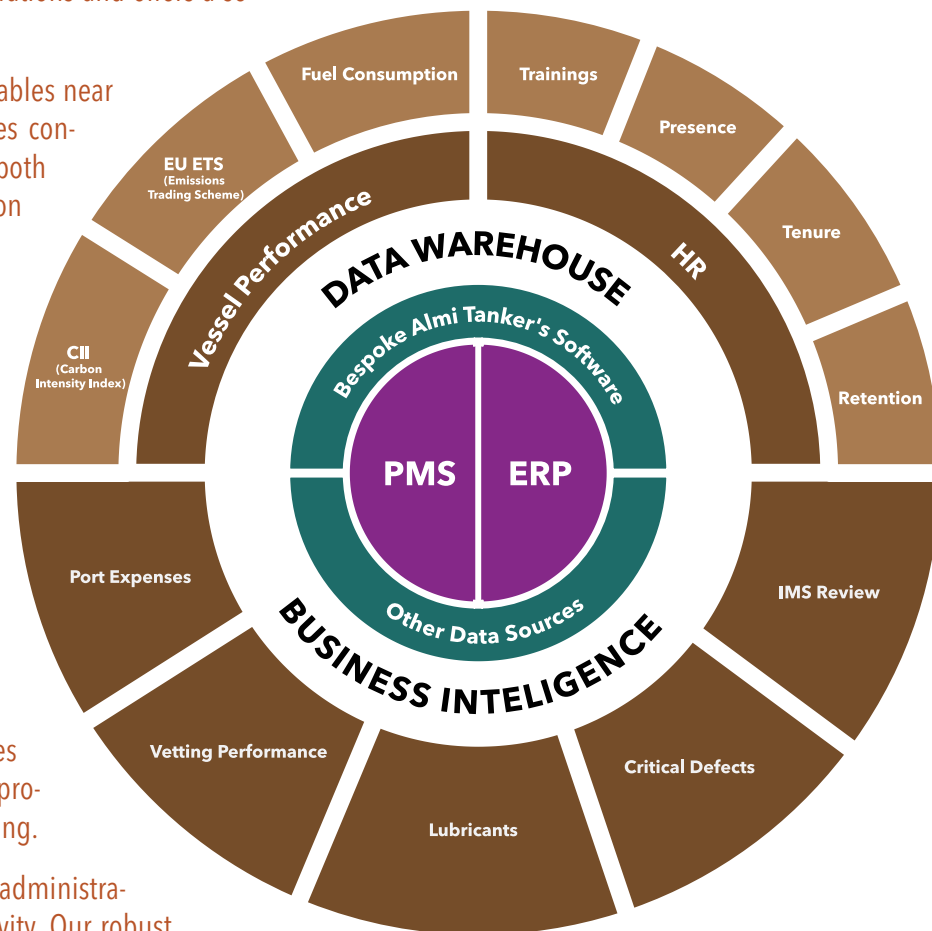 ables near
es con-
both
on
Fuel Consumption
Trainings
Presence
EU ETS
(Emissions
Trading Scheme)
Tenure
CII
(Carbon
Intensity Index)
Retention
Vessel Performance
HR
DATA WAREHOUSE
Bespoke Almi Tanker's Software
PMS
ERP
Other Data Sources
BUSINESS INTELIGENCE
Port Expenses
IMS Review
Vetting Performance
Critical Defects
Lubricants
es
pro-
ng.
administra-
vity. Our robust